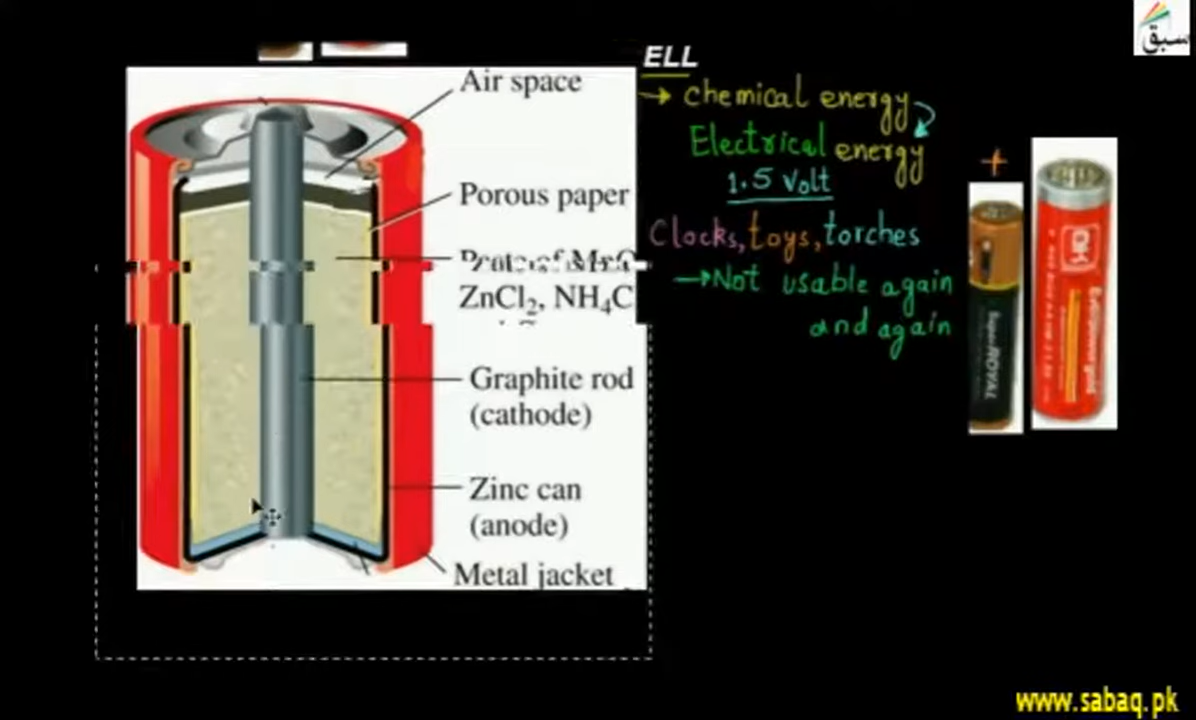 سبق
ELL
→ chemical energy
Electrical energy
1.5 volt
Clocks, toys, torches
→ Not usable again
and again
+
Air space
Porous paper
ZnCl₂, NH₄C
Graphite rod
(cathode)
Zinc can
(anode)
Metal jacket
ROYAL
www.sabaq.pk